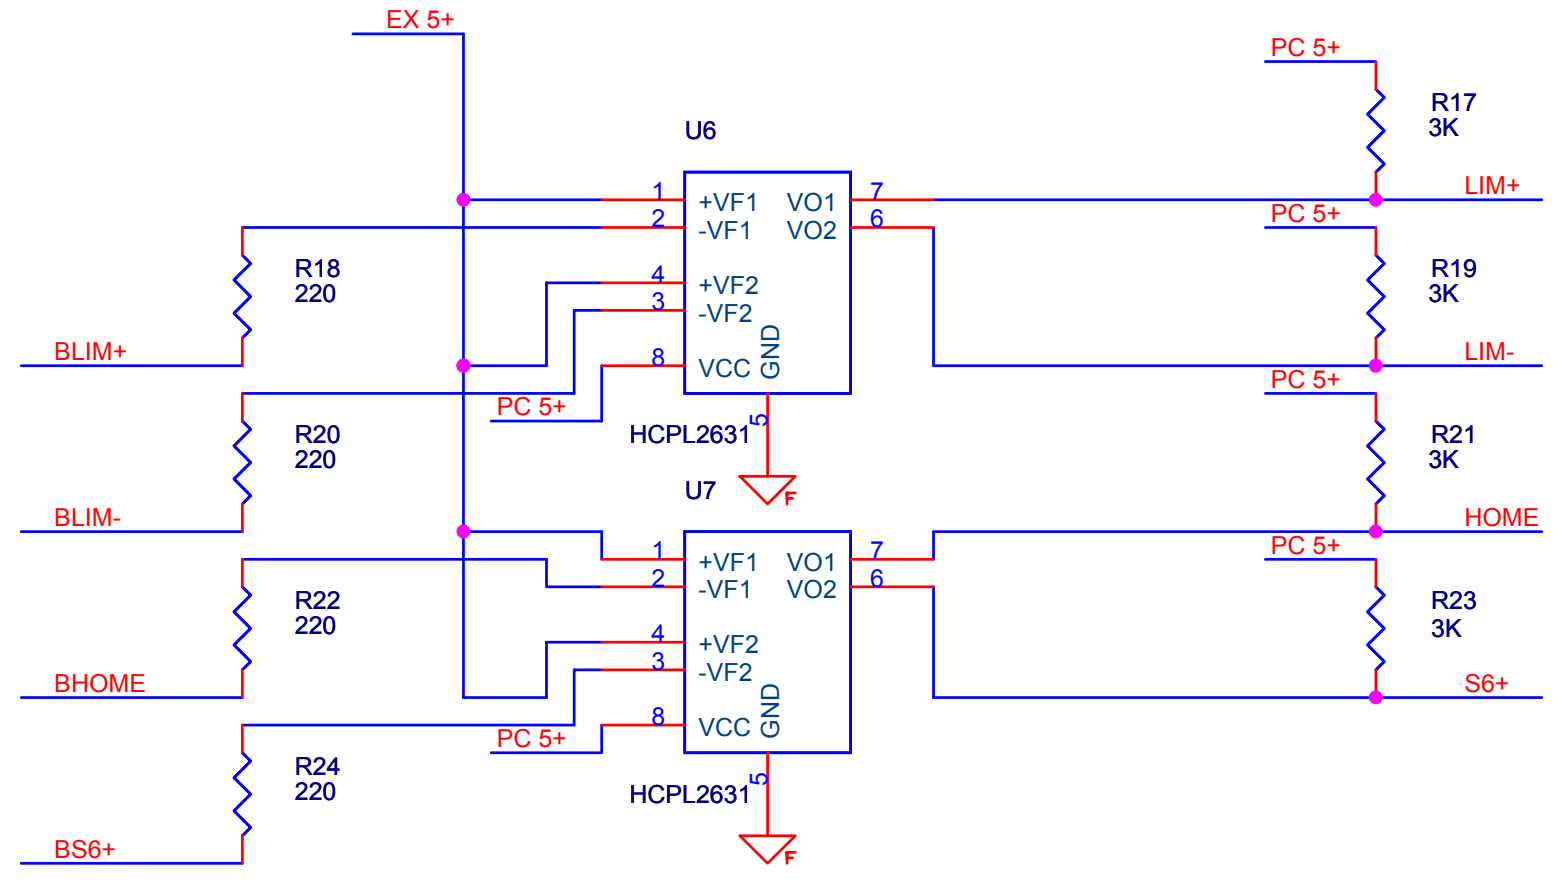 EX 5+
PC 5+
R17
3K
U6
1 +VF1 VO1 7
LIM+
2 -VF1 VO2 6
PC 5+
R18
220
R19
3K
4 +VF2
3 -VF2
GND
BLIM+
8 VCC
LIM-
PC 5+
PC 5+
R20
220
HCPL2631
5
R21
3K
U7
F
BLIM-
HOME
1 +VF1 VO1 7
PC 5+
2 -VF1 VO2 6
R22
220
R23
3K
4 +VF2
3 -VF2
GND
BHOME
S6+
8 VCC
PC 5+
R24
220
HCPL2631
5
BS6+
F